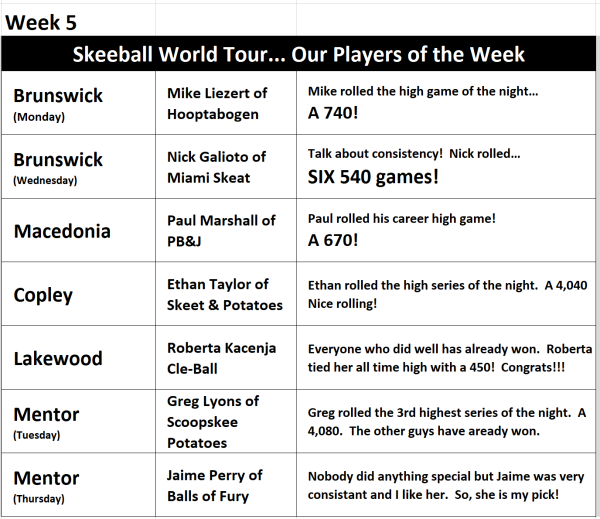 Week 5
Skeeball World Tour... Our Players of the Week
Brunswick
(Monday)
Mike Liezert of
Hooptabogen
Mike rolled the high game of the night...
A 740!
Brunswick
(Wednesday)
Nick Galioto of
Miami Skeat
Talk about consistency!  Nick rolled...
SIX 540 games!
Macedonia
Paul Marshall of
PB&J
Paul rolled his career high game!
A 670!
Copley
Ethan Taylor of
Skeet & Potatoes
Ethan rolled the high series of the night.  A 4,040
Nice rolling!
Lakewood
Roberta Kacenja
Cle-Ball
Everyone who did well has already won.  Roberta
tied her all time high with a 450!  Congrats!!!
Mentor
(Tuesday)
Greg Lyons of
Scoopskee
Potatoes
Greg rolled the 3rd highest series of the night.  A
4,080.  The other guys have aready won.
Mentor
(Thursday)
Jaime Perry of
Balls of Fury
Nobody did anything special but Jaime was very
consistant and I like her.  So, she is my pick!